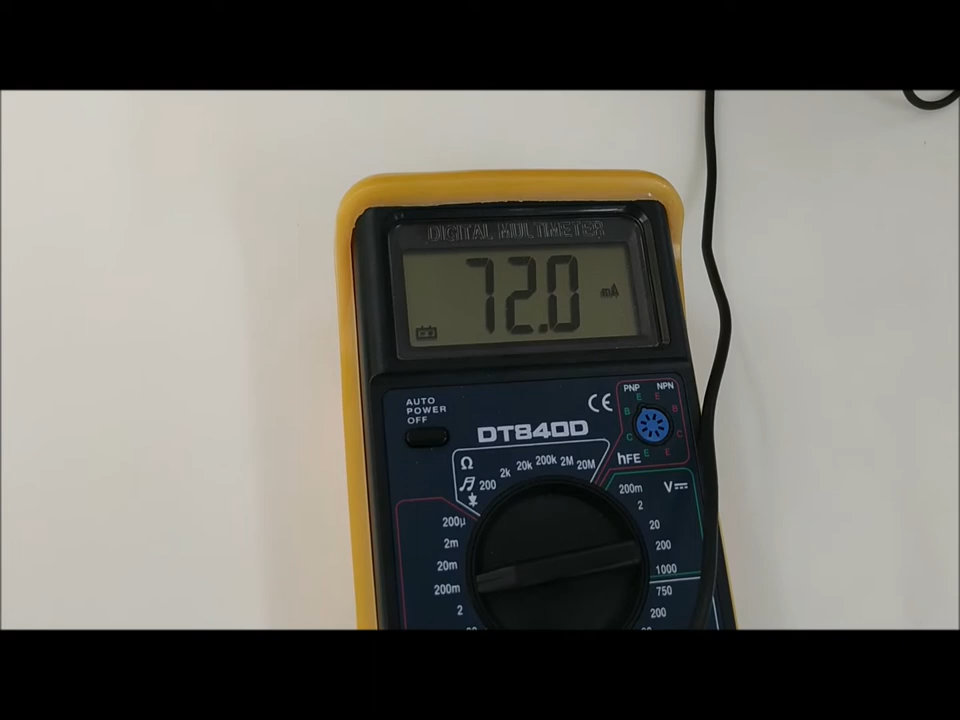 DIGITAL MULTIMETER
72.0 mA
AUTO
POWER
OFF
CE
DT840D
PNP NPN
E E
B B
C C
E E
hFE
Ω
200 2k 20k 200k 2M 20M
200m V
2
20
200
1000
750
200
200µ
2m
20m
200m
2